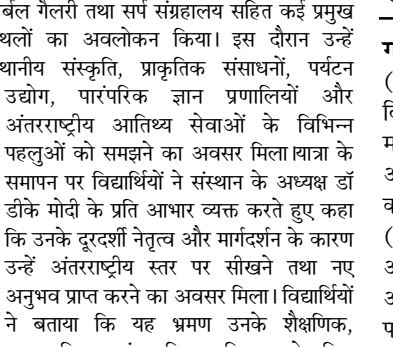 र्बल गैलरी तथा सर्प संग्रहालय सहित कई प्रमुख
थलों का अवलोकन किया। इस दौरान उन्हें
थानीय संस्कृति, प्राकृतिक संसाधनों, पर्यटन
उद्योग, पारंपरिक ज्ञान प्रणालियों और
अंतरराष्ट्रीय आतिथ्य सेवाओं के विभिन्न
पहलुओं को समझने का अवसर मिला।यात्रा के
समापन पर विद्यार्थियों ने संस्थान के अध्यक्ष डॉ
डीके मोदी के प्रति आभार व्यक्त करते हुए कहा
कि उनके दूरदर्शी नेतृत्व और मार्गदर्शन के कारण
उन्हें अंतरराष्ट्रीय स्तर पर सीखने तथा नए
अनुभव प्राप्त करने का अवसर मिला। विद्यार्थियों
ने बताया कि यह भ्रमण उनके शैक्षणिक,